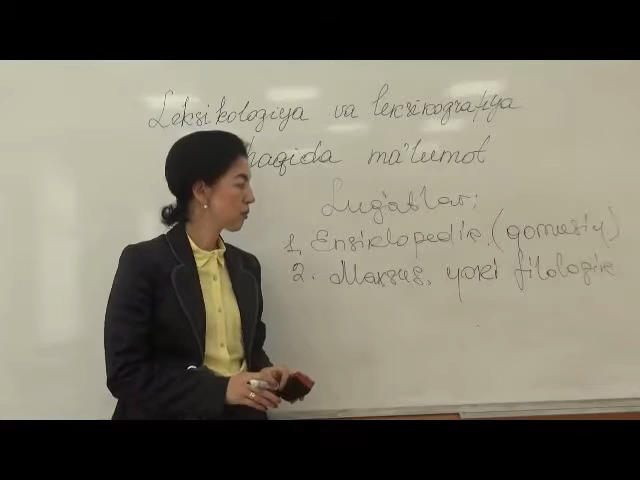 Leksikologiya va leksikografiya
haqida ma'lumot
Lug'atlar:
1. Ensiklopedik. (qomusiy)
2. Maxsus. yoki filologik